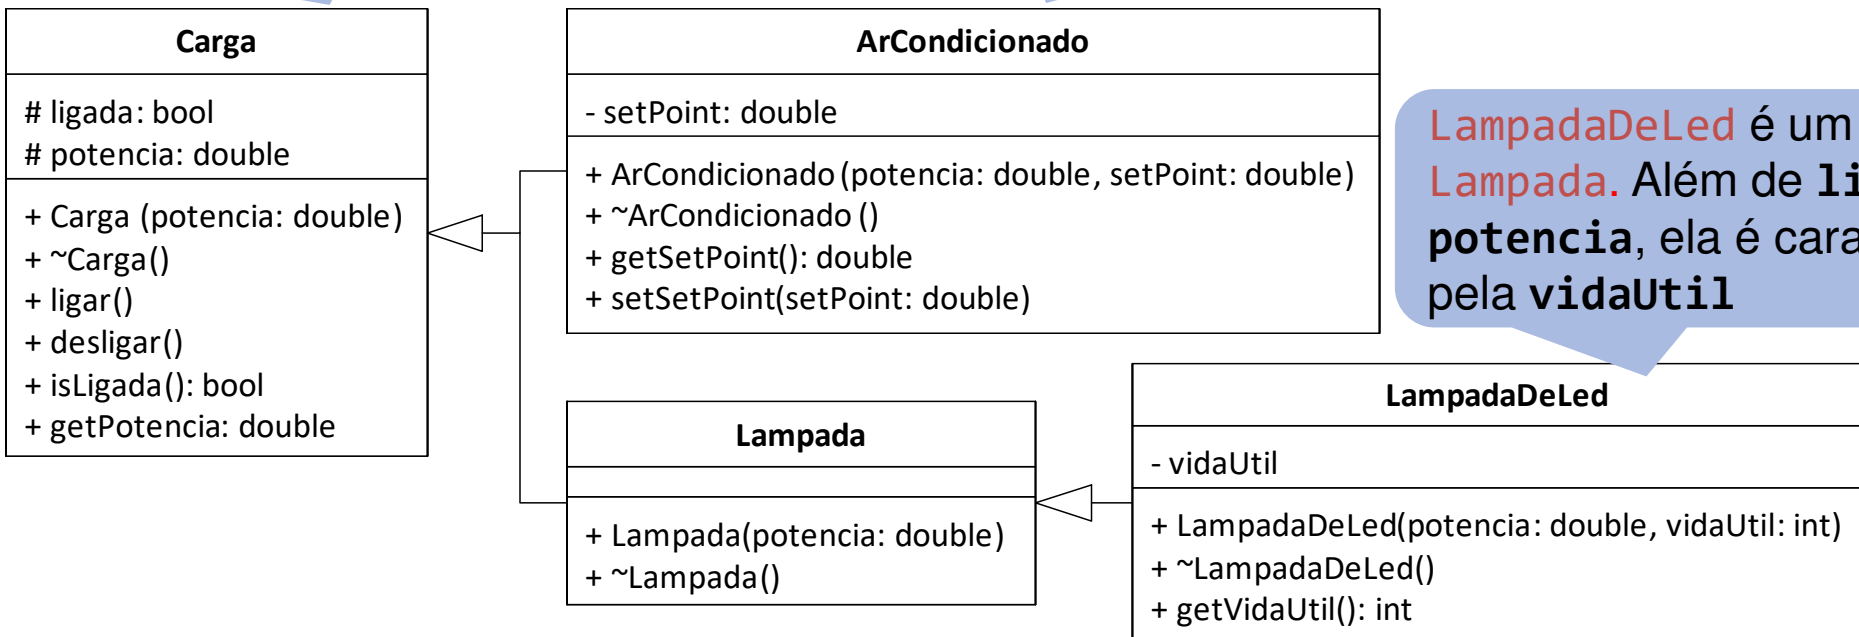 Carga
# ligada: bool
# potencia: double
+ Carga (potencia: double)
+ ~Carga()
+ ligar()
+ desligar()
+ isLigada(): bool
+ getPotencia: double
ArCondicionado
- setPoint: double
+ ArCondicionado (potencia: double, setPoint: double)
+ ~ArCondicionado ()
+ getSetPoint(): double
+ setSetPoint(setPoint: double)
LampadaDeLed é um
Lampada. Além de li
potencia, ela é cara
pela vidaUtil
Lampada
+ Lampada(potencia: double)
+ ~Lampada()
LampadaDeLed
- vidaUtil
+ LampadaDeLed(potencia: double, vidaUtil: int)
+ ~LampadaDeLed()
+ getVidaUtil(): int